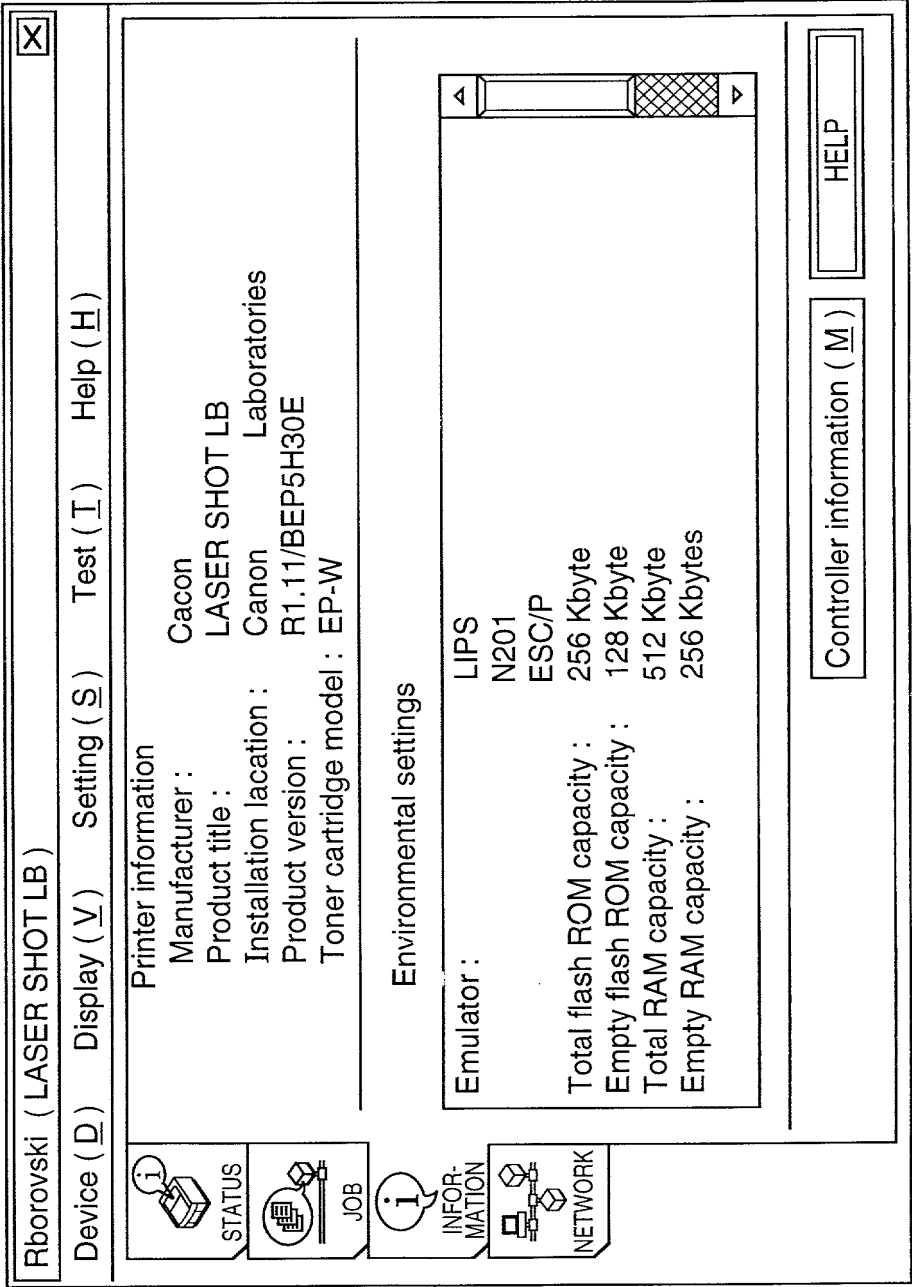 Rborovski ( LASER SHOT LB )
X
Device ( D ) Display ( V ) Setting ( S ) Test ( T ) Help ( H )
STATUS
JOB
INFOR-
MATION
NETWORK
Printer information
Manufacturer : Cacon
Product title : LASER SHOT LB
Installation lacation : Canon Laboratories
Product version : R1.11/BEP5H30E
Toner cartridge model : EP-W
Environmental settings
Emulator : LIPS
N201
ESC/P
Total flash ROM capacity : 256 Kbyte
Empty flash ROM capacity : 128 Kbyte
Total RAM capacity : 512 Kbyte
Empty RAM capacity : 256 Kbytes
Controller information ( M )
HELP